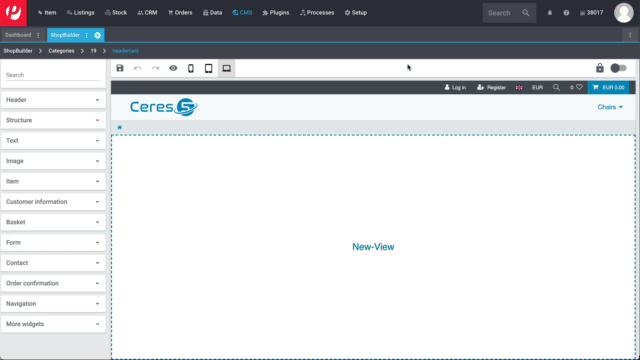 Item Listings Stock CRM Orders Data CMS Plugins Processes Setup Search 38017
Dashboard ShopBuilder
ShopBuilder Categories 19 header(en)
Search
Header
Structure
Text
Image
Item
Customer information
Basket
Form
Contact
Order confirmation
Navigation
More widgets
Log in Register EUR 0 EUR 0.00
Ceres 5
Chairs
New-View